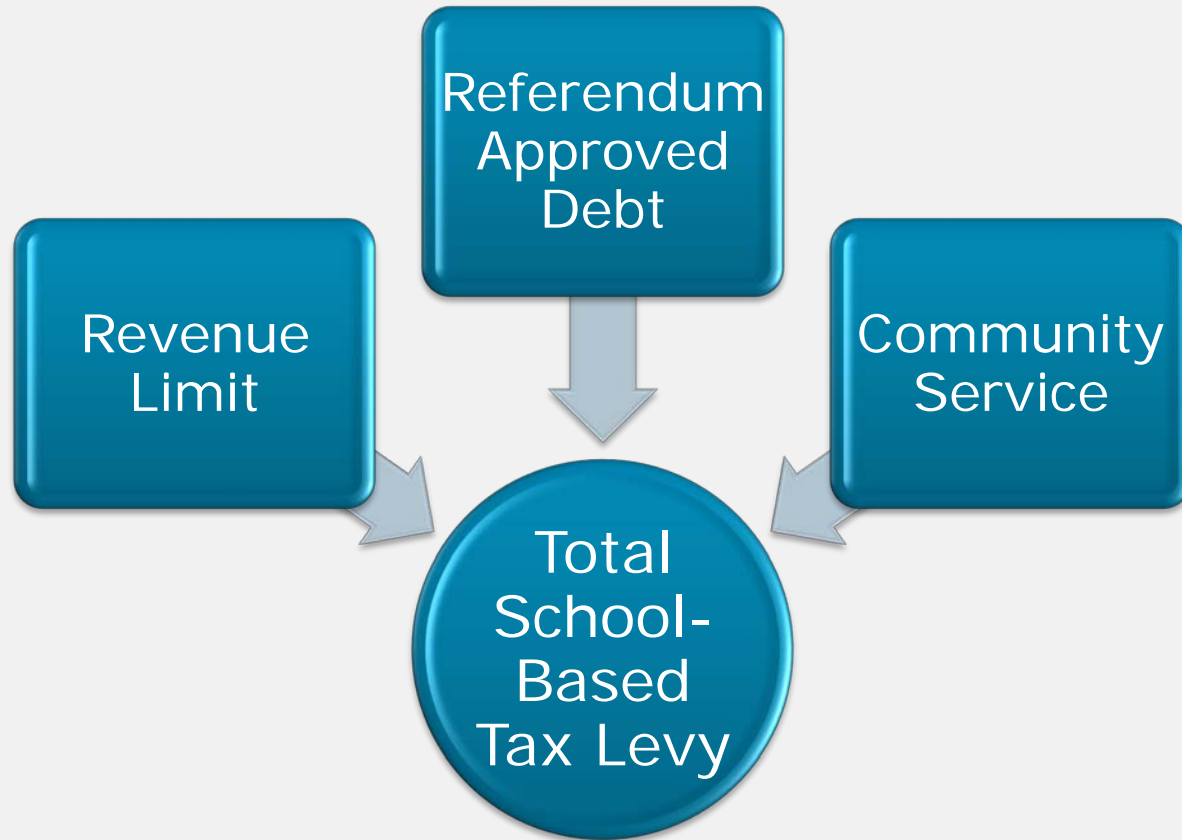 Referendum
Approved
Debt
Revenue
Limit
Community
Service
Total
School-
Based
Tax Levy